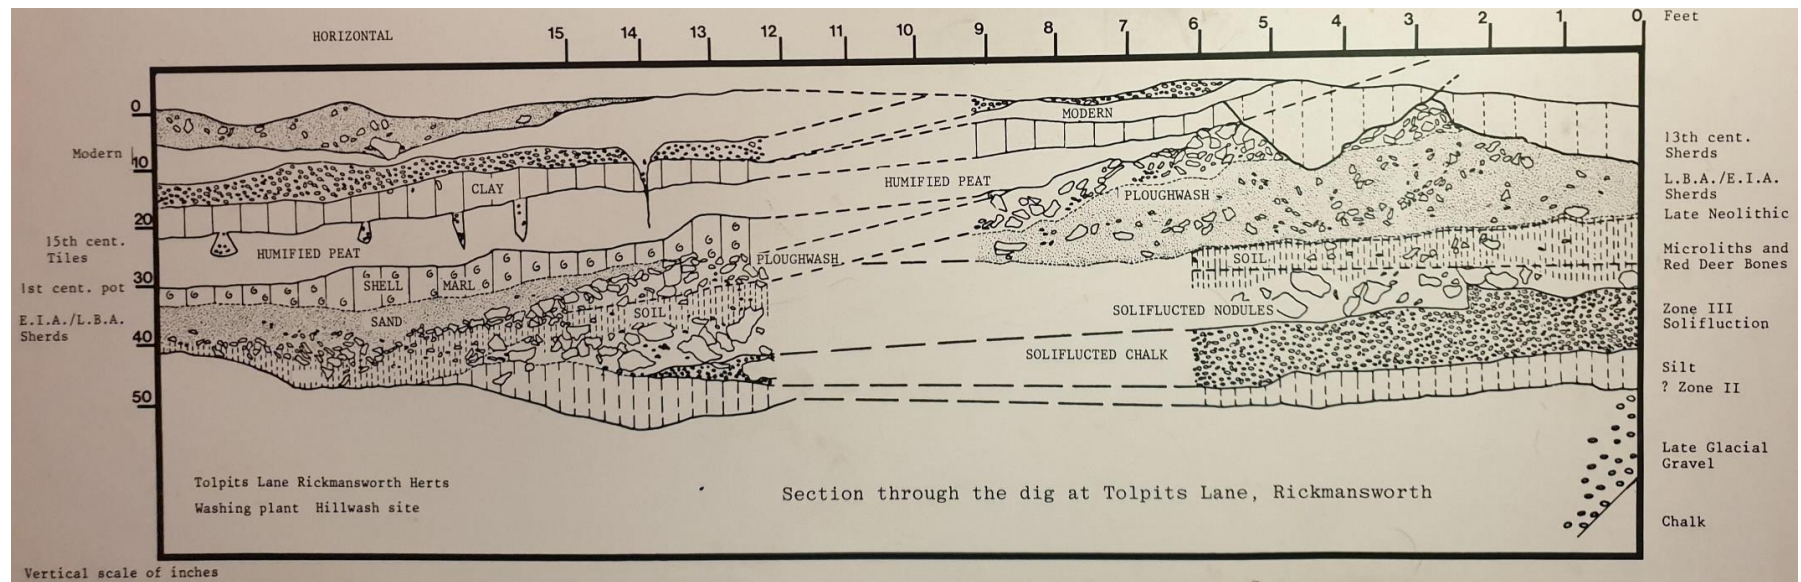 HORIZONTAL
15 14 13 12 11 10 9 8 7 6 5 4 3 2 1 0 Feet
0
10
20
30
40
50
Modern
15th cent.
Tiles
1st cent. pot
E.I.A./L.B.A.
Sherds
CLAY
HUMIFIED PEAT
SHELL MARL
SAND
SOIL
PLOUGHWASH
MODERN
HUMIFIED PEAT
PLOUGHWASH
SOIL
SOLIFLUCTED NODULES
SOLIFLUCTED CHALK
13th cent.
Sherds
L.B.A./E.I.A.
Sherds
Late Neolithic
Microliths and
Red Deer Bones
Zone III
Solifluction
Silt
? Zone II
Late Glacial
Gravel
Chalk
Tolpits Lane Rickmansworth Herts
Washing plant Hillwash site
Section through the dig at Tolpits Lane, Rickmansworth
Vertical scale of inches